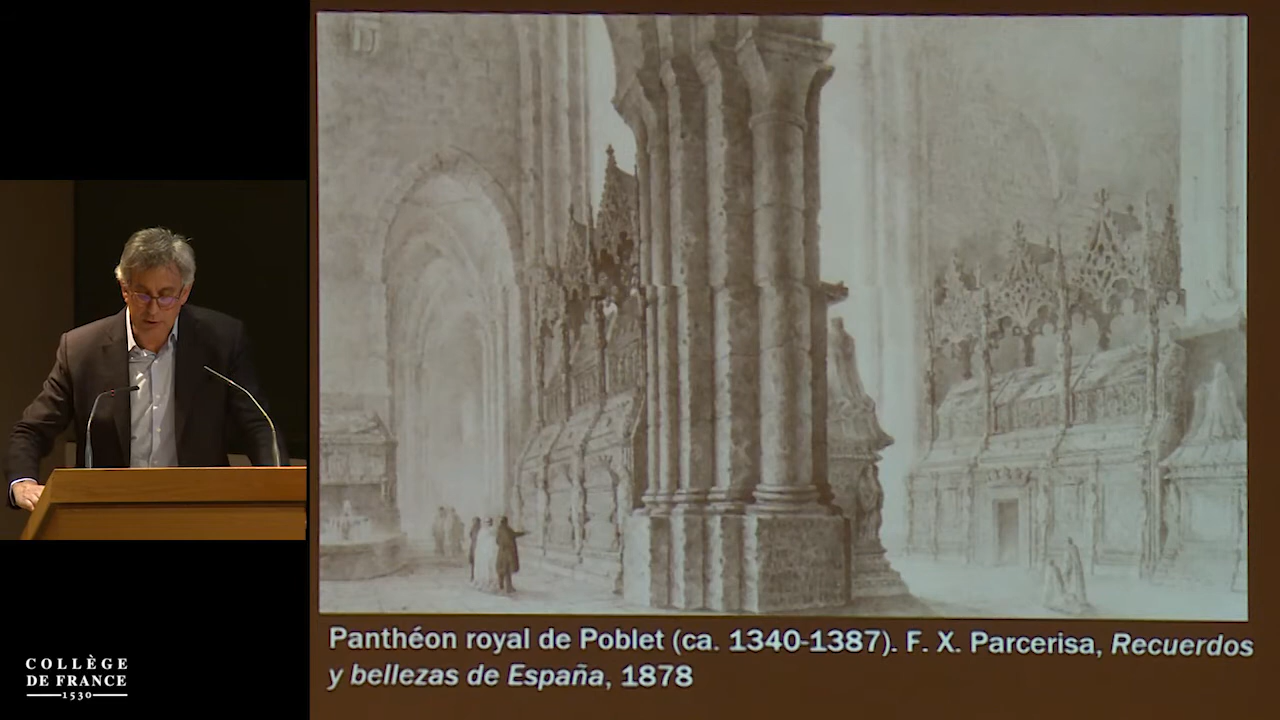 Panthéon royal de Poblet (ca. 1340-1387). F. X. Parcerisa, Recuerdos
y bellezas de España, 1878
COLLÈGE
DE FRANCE
1530